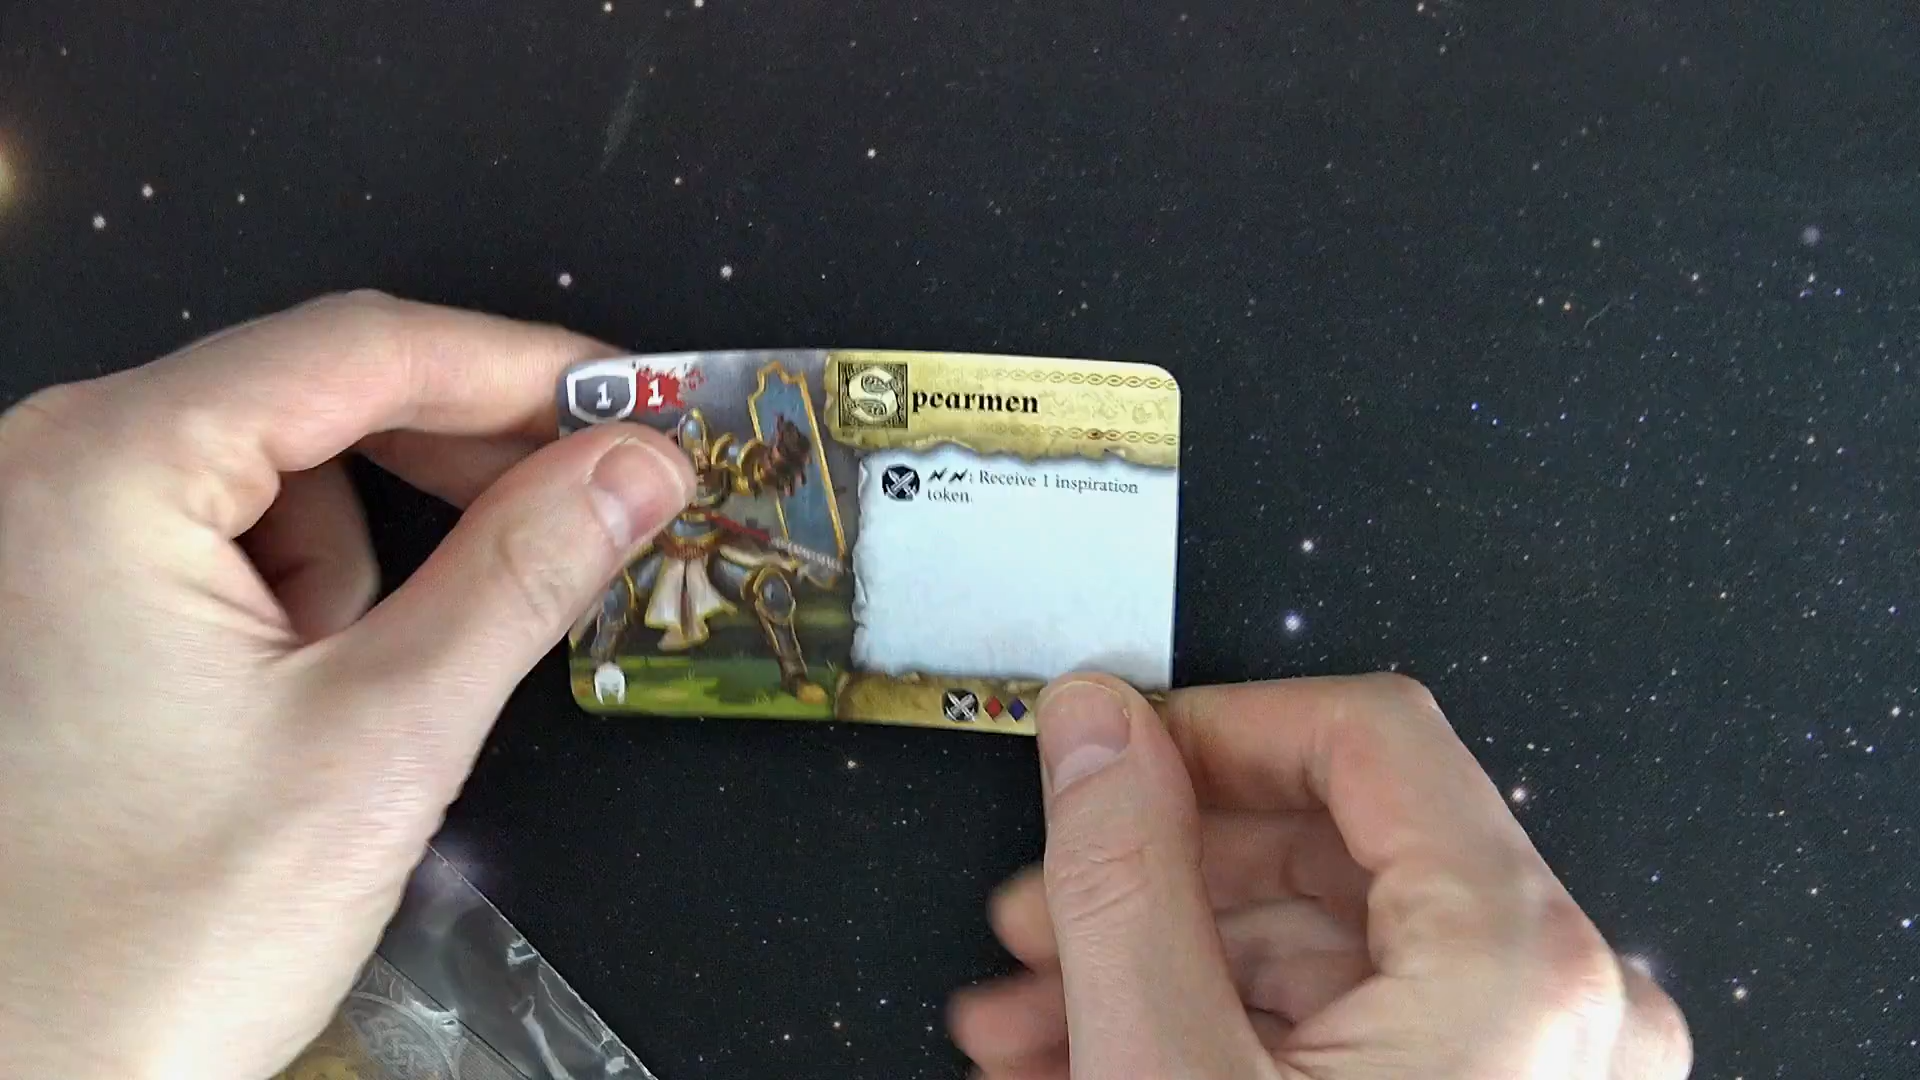 1 1
Spearmen
: Receive 1 inspiration
token.